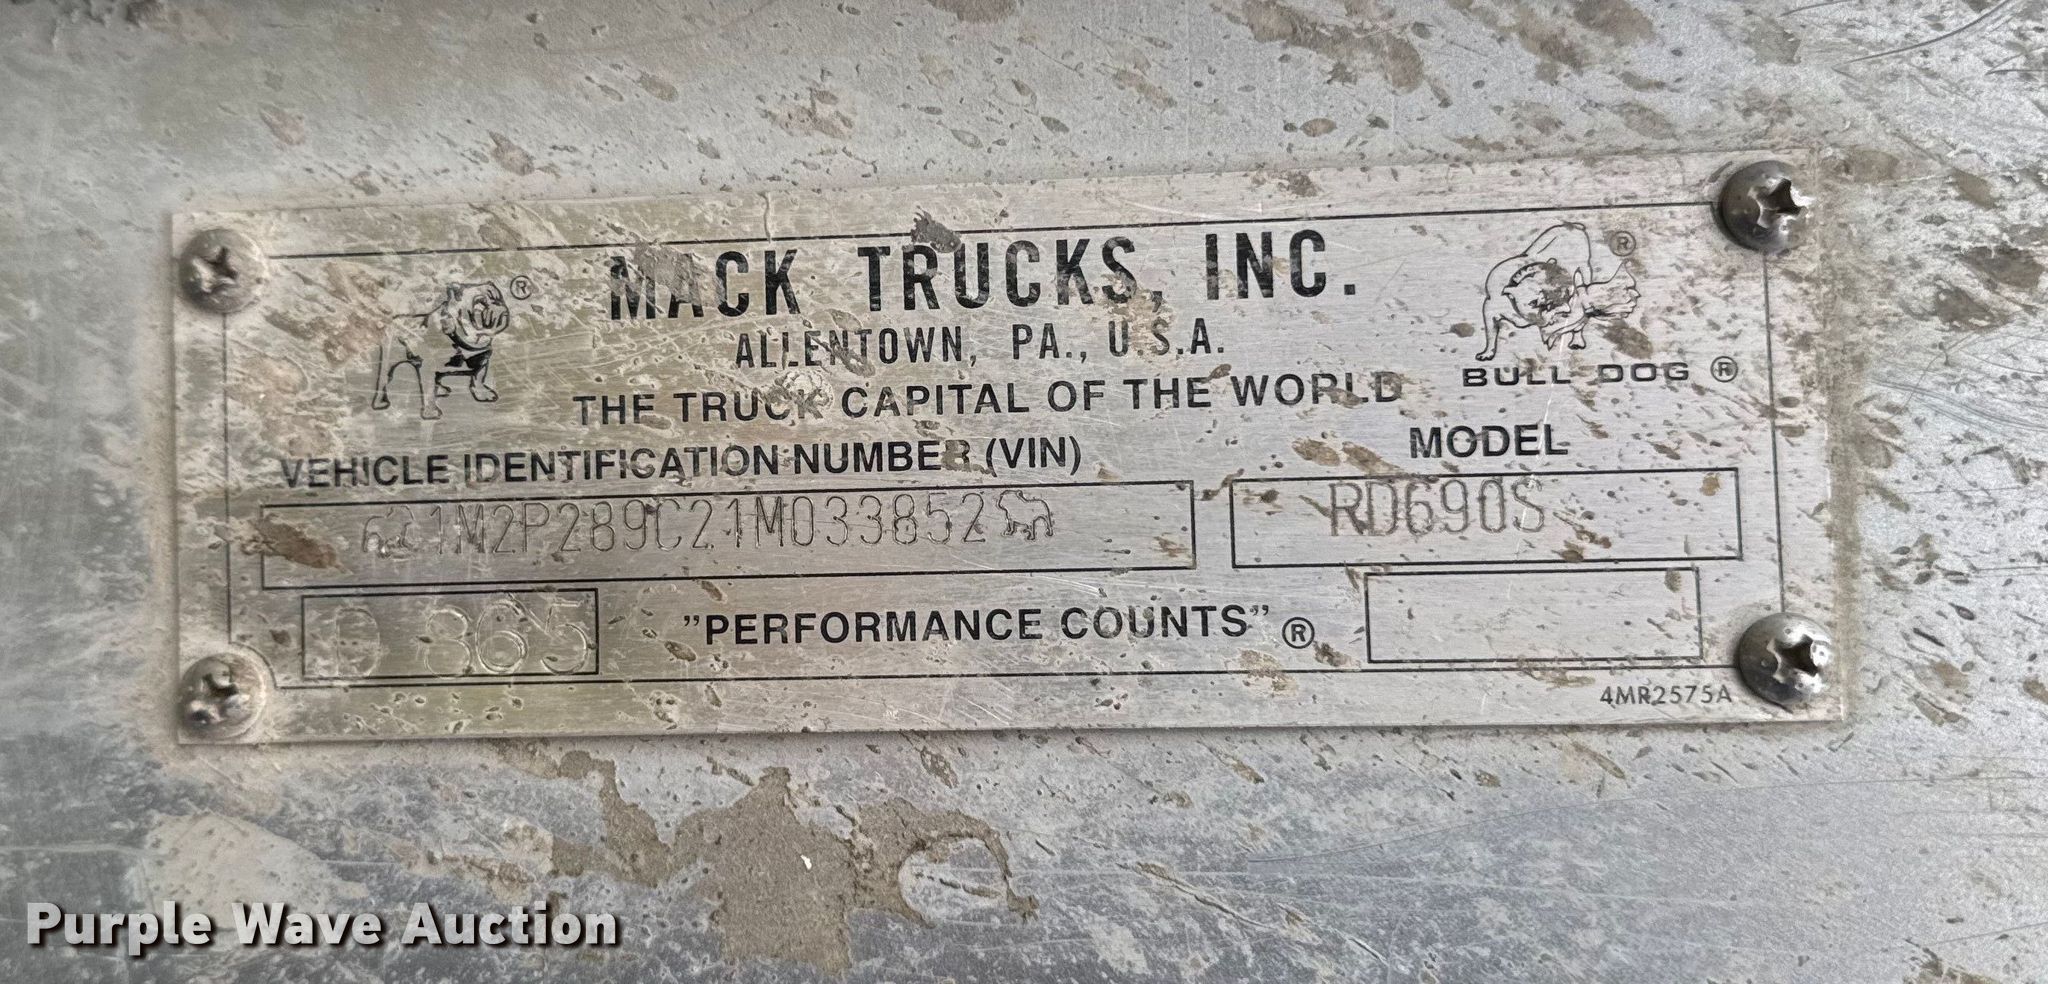 MACK TRUCKS, INC.
ALLENTOWN, PA., U.S.A.
THE TRUCK CAPITAL OF THE WORLD
BULL DOG ®
VEHICLE IDENTIFICATION NUMBER (VIN)
MODEL
1M2P289C21M033852
RD690S
D 865
"PERFORMANCE COUNTS" ®
4MR2575A
Purple Wave Auction